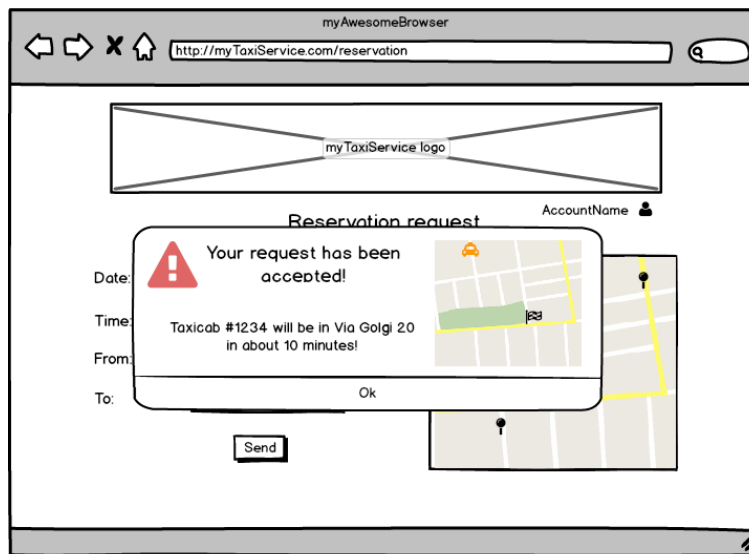 myAwesomeBrowser
http://myTaxiService.com/reservation
myTaxiService logo
AccountName
Reservation request
Your request has been
accepted!
Date:
Time:
Taxicab #1234 will be in Via Golgi 20
in about 10 minutes!
From:
To:
Ok
Send